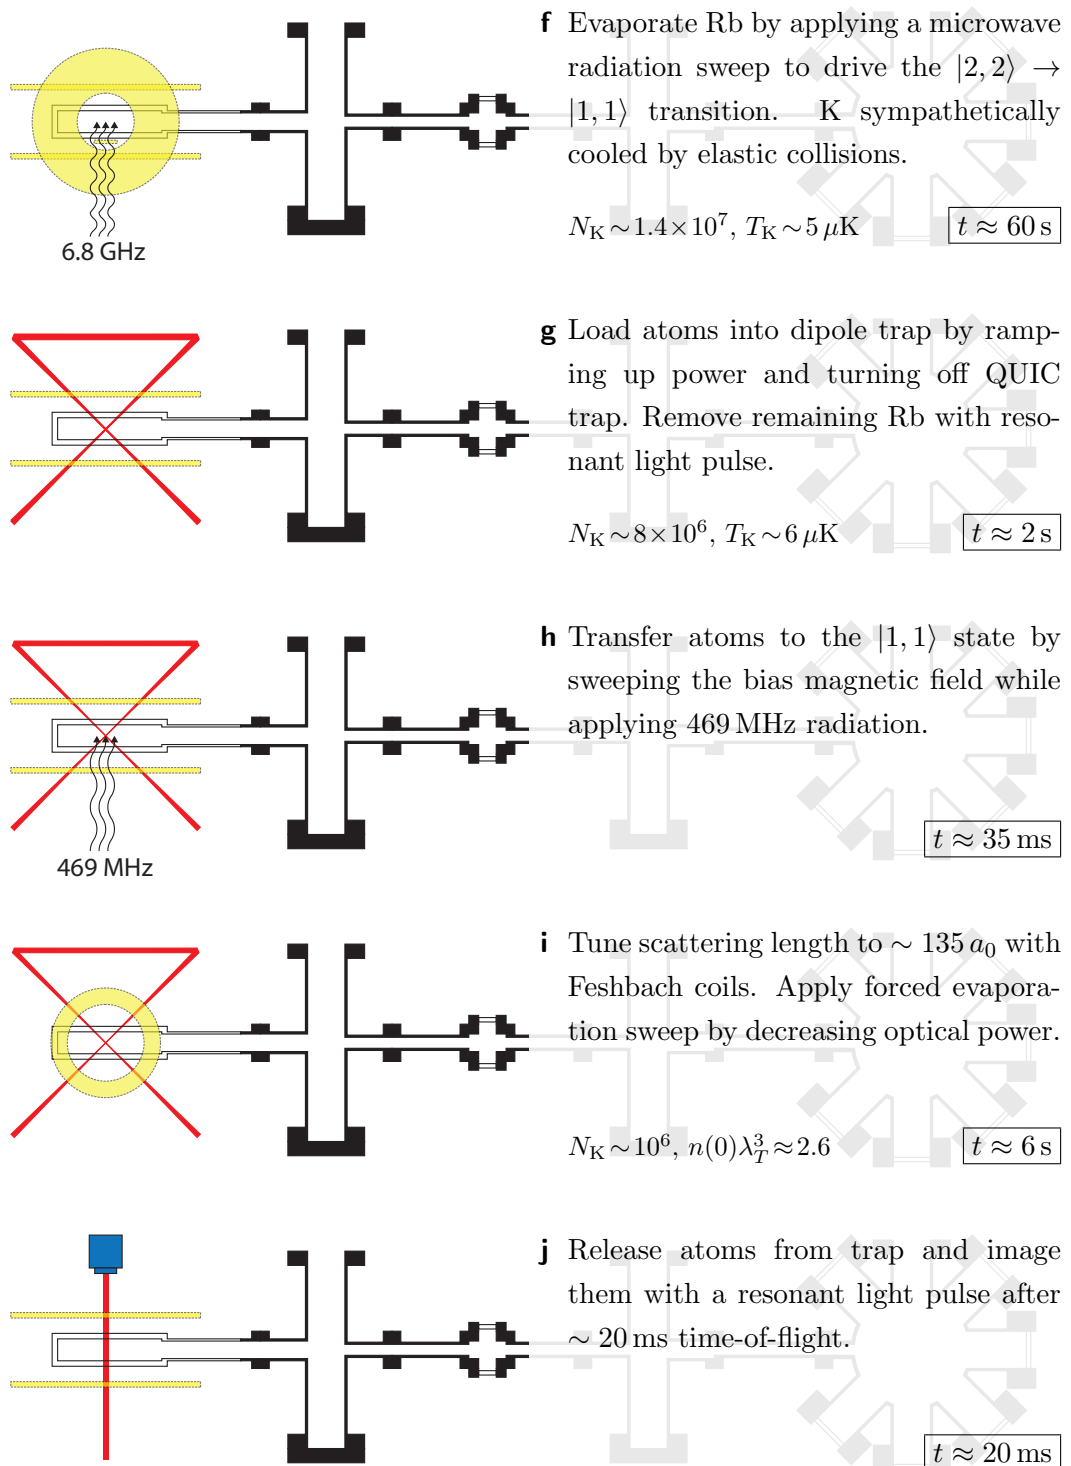 f Evaporate Rb by applying a microwave
radiation sweep to drive the |2, 2⟩ →
|1, 1⟩ transition. K sympathetically
cooled by elastic collisions.
N_K ∼ 1.4 × 10^7, T_K ∼ 5 μK t ≈ 60 s
6.8 GHz
g Load atoms into dipole trap by ramp-
ing up power and turning off QUIC
trap. Remove remaining Rb with reso-
nant light pulse.
N_K ∼ 8 × 10^6, T_K ∼ 6 μK t ≈ 2 s
h Transfer atoms to the |1, 1⟩ state by
sweeping the bias magnetic field while
applying 469 MHz radiation.
t ≈ 35 ms
469 MHz
i Tune scattering length to ∼ 135 a_0 with
Feshbach coils. Apply forced evapora-
tion sweep by decreasing optical power.
N_K ∼ 10^6, n(0)λ_T^3 ≈ 2.6 t ≈ 6 s
j Release atoms from trap and image
them with a resonant light pulse after
∼ 20 ms time-of-flight.
t ≈ 20 ms